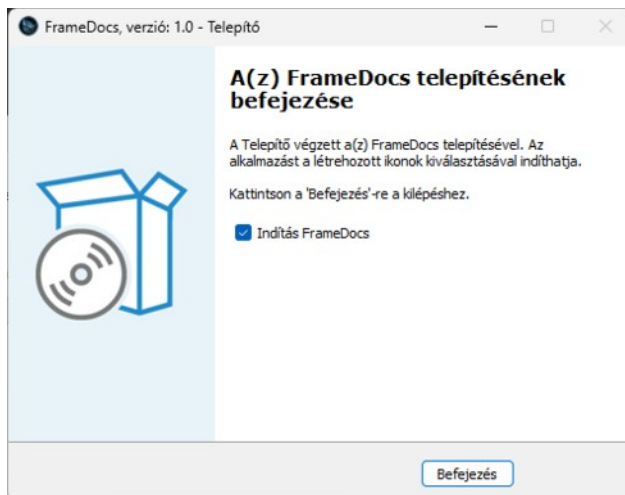 FrameDocs, verzió: 1.0 - Telepítő
A(z) FrameDocs telepítésének
befejezése
A Telepítő végzett a(z) FrameDocs telepítésével. Az
alkalmazást a létrehozott ikonok kiválasztásával indíthatja.
Kattintson a 'Befejezés'-re a kilépéshez.
Indítás FrameDocs
Befejezés